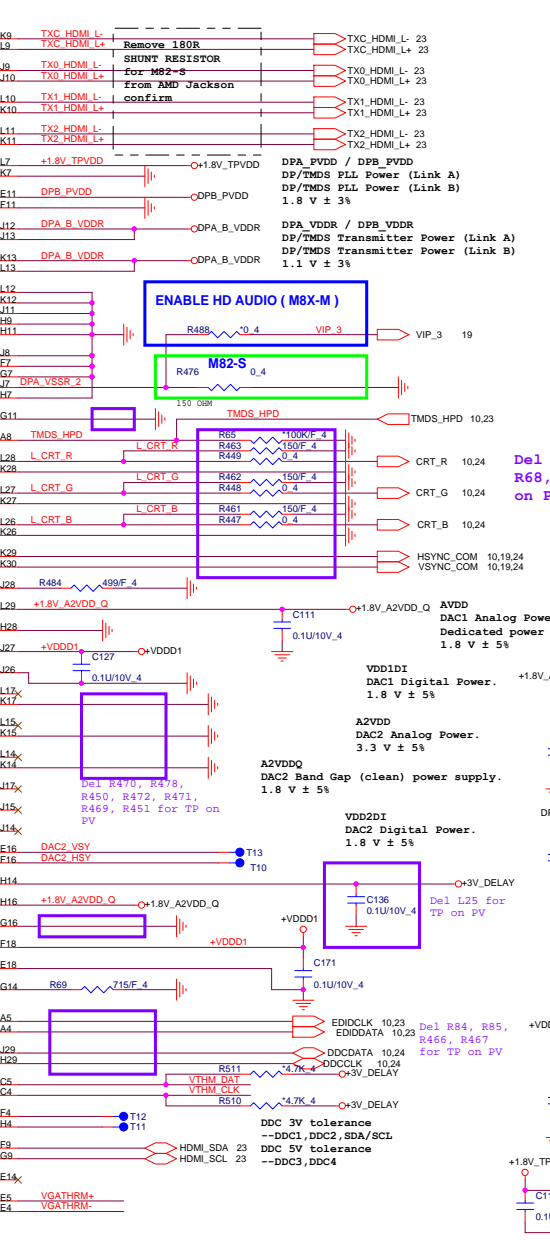 K9 TXC_HDMI_L- TXC_HDMI_L- 23
L9 TXC_HDMI_L+ TXC_HDMI_L+ 23
Remove 180R
SHUNT RESISTOR
for M82-S
from AMD Jackson
confirm
J9 TX0_HDMI_L- TX0_HDMI_L- 23
J10 TX0_HDMI_L+ TX0_HDMI_L+ 23
L10 TX1_HDMI_L- TX1_HDMI_L- 23
K10 TX1_HDMI_L+ TX1_HDMI_L+ 23
L11 TX2_HDMI_L- TX2_HDMI_L- 23
K11 TX2_HDMI_L+ TX2_HDMI_L+ 23
L7 +1.8V_TPVDD +1.8V_TPVDD
K7
E11 DPB_PVDD DPB_PVDD
F11
DPA_PVDD / DPB_PVDD
DP/TMDS PLL Power (Link A)
DP/TMDS PLL Power (Link B)
1.8 V ± 3%
J12 DPA_B_VDDR DPA_B_VDDR
J13
K13 DPA_B_VDDR DPA_B_VDDR
L13
DPA_VDDR / DPB_VDDR
DP/TMDS Transmitter Power (Link A)
DP/TMDS Transmitter Power (Link B)
1.1 V ± 3%
L12
K12
J11
H9
H11
ENABLE HD AUDIO ( M8X-M )
R488 *0_4 VIP_3 VIP_3 19
J8
F7
G7
J7 DPA_VSSR_2
H7
M82-S
R476 0_4
150 OHM
G11
TMDS_HPD TMDS_HPD 10,23
A8 TMDS_HPD R65 *100K/F_4
L_CRT_R R463 150/F_4
L28 L_CRT_R R449 0_4 CRT_R 10,24
K28
L_CRT_G R462 150/F_4
L27 L_CRT_G R448 0_4 CRT_G 10,24
K27
L_CRT_B R461 150/F_4
L26 L_CRT_B R447 0_4 CRT_B 10,24
K26
Del
R68,
on P
K29 HSYNC_COM 10,19,24
K30 VSYNC_COM 10,19,24
J28 R484 499/F_4
L29 +1.8V_A2VDD_Q +1.8V_A2VDD_Q
C111
0.1U/10V_4
H28
AVDD
DAC1 Analog Powe
Dedicated power
1.8 V ± 5%
J27 +VDDD1 +VDDD1
C127
0.1U/10V_4
J26
VDD1DI
DAC1 Digital Power.
1.8 V ± 5%
+1.8V_A
L17
K17
L15
K15
L14
K14
A2VDD
DAC2 Analog Power.
3.3 V ± 5%
A2VDDQ
DAC2 Band Gap (clean) power supply.
1.8 V ± 5%
J17
J15
J14
Del R470, R478,
R450, R472, R471,
R469, R451 for TP on
PV
VDD2DI
DAC2 Digital Power.
1.8 V ± 5%
E16 DAC2_VSY T13
F16 DAC2_HSY T10
H14 +3V_DELAY
C136
0.1U/10V_4
Del L25 for
TP on PV
H16 +1.8V_A2VDD_Q +1.8V_A2VDD_Q
G16
F18 +VDDD1 +VDDD1
E18
C171
0.1U/10V_4
G14 R69 715/F_4
A5 EDIDCLK 10,23
A4 EDIDDATA 10,23
J29 DDCDATA 10,24
H29 DDCCLK 10,24
Del R84, R85,
R466, R467
for TP on PV
+VDD
C5 VTHM_DAT R511 *4.7K_4 +3V_DELAY
C4 VTHM_CLK R510 *4.7K_4 +3V_DELAY
F4 T12
H4 T11
DDC 3V tolerance
--DDC1,DDC2,SDA/SCL
DDC 5V tolerance
--DDC3,DDC4
F9 HDMI_SDA 23
G9 HDMI_SCL 23
E14
E5 VGATHRM+
E4 VGATHRM-
+1.8V_TP
C11
0.1U